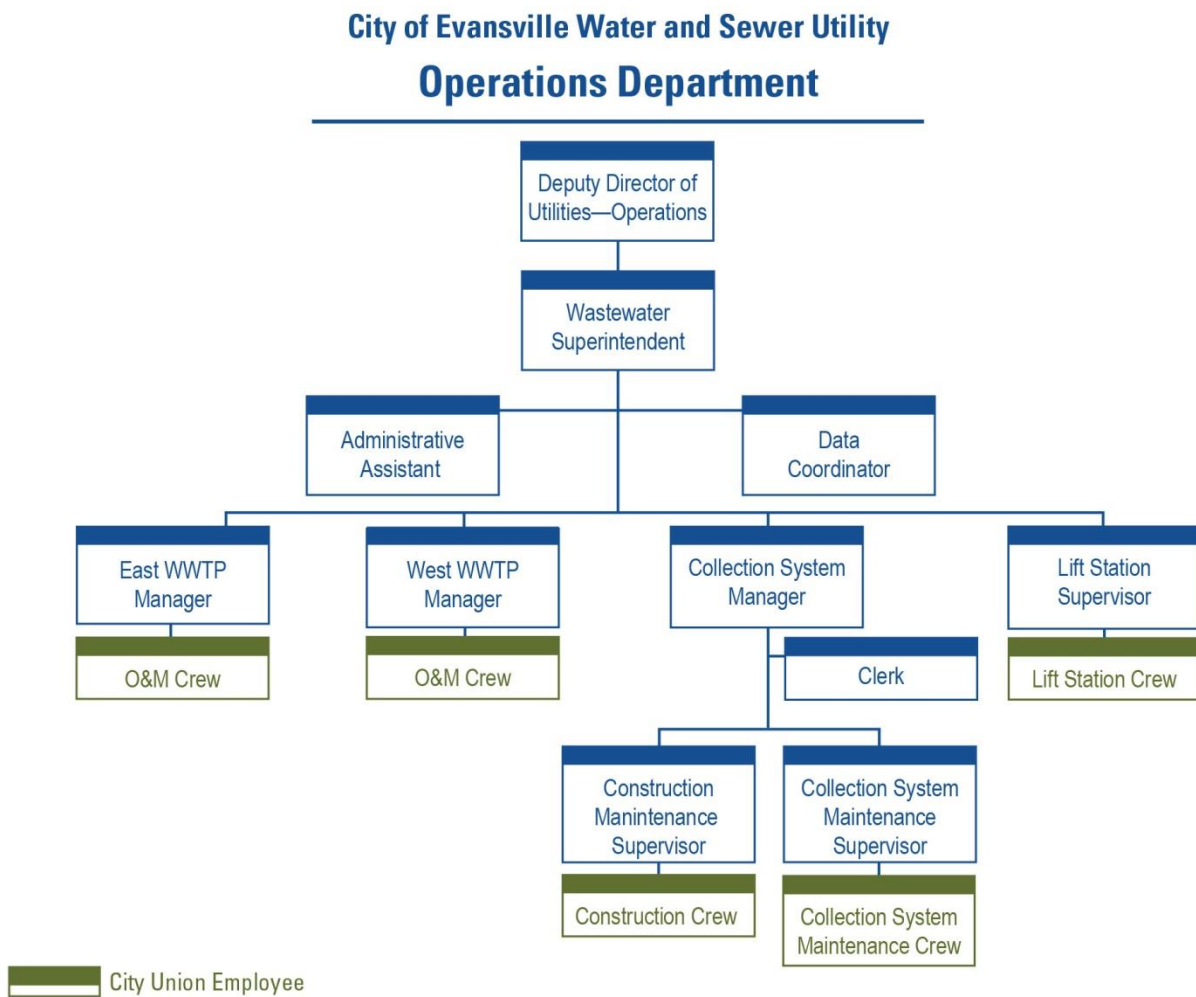 City of Evansville Water and Sewer Utility
Operations Department
Deputy Director of
Utilities—Operations
Wastewater
Superintendent
Administrative
Assistant
Data
Coordinator
East WWTP
Manager
West WWTP
Manager
Collection System
Manager
Lift Station
Supervisor
O&M Crew
O&M Crew
Clerk
Lift Station Crew
Construction
Manintenance
Supervisor
Collection System
Maintenance
Supervisor
Construction Crew
Collection System
Maintenance Crew
City Union Employee